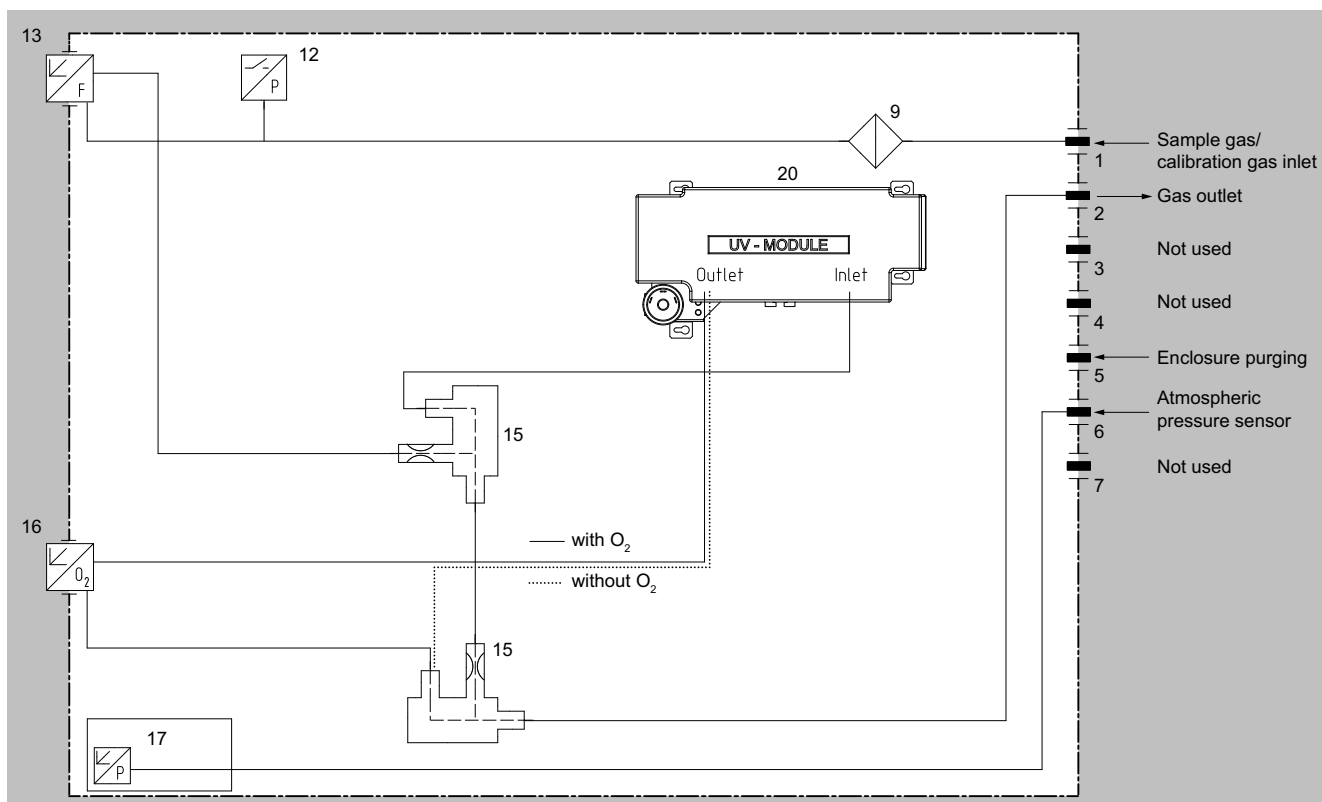 13
12
F
P
9
Sample gas/
calibration gas inlet
1
20
Gas outlet
2
UV - MODULE
Not used
3
Outlet
Inlet
Not used
4
Enclosure purging
5
Atmospheric
pressure sensor
6
15
Not used
7
16
with O₂
O₂
without O₂
15
17
P